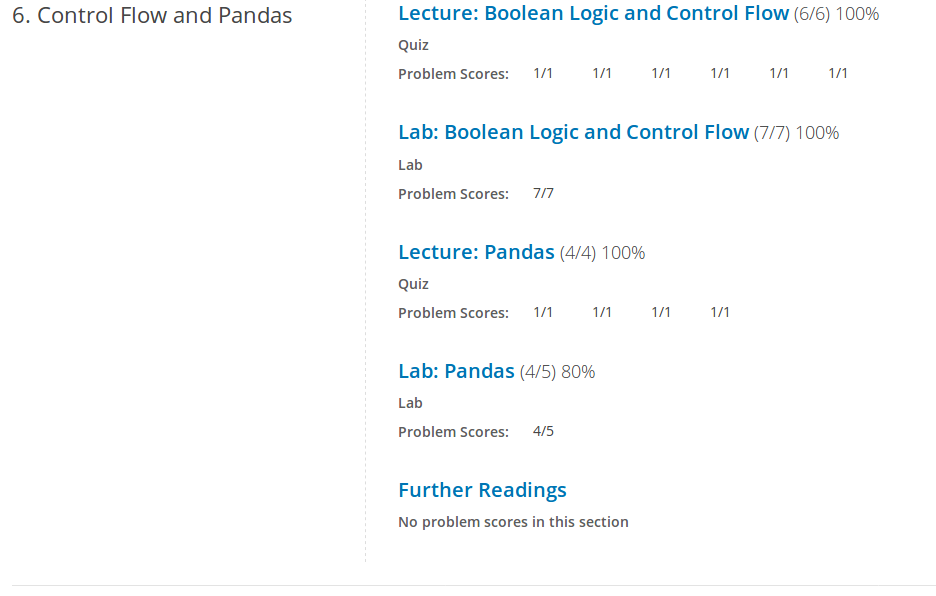 6. Control Flow and Pandas
Lecture: Boolean Logic and Control Flow (6/6) 100%
Quiz
Problem Scores: 1/1 1/1 1/1 1/1 1/1 1/1
Lab: Boolean Logic and Control Flow (7/7) 100%
Lab
Problem Scores: 7/7
Lecture: Pandas (4/4) 100%
Quiz
Problem Scores: 1/1 1/1 1/1 1/1
Lab: Pandas (4/5) 80%
Lab
Problem Scores: 4/5
Further Readings
No problem scores in this section